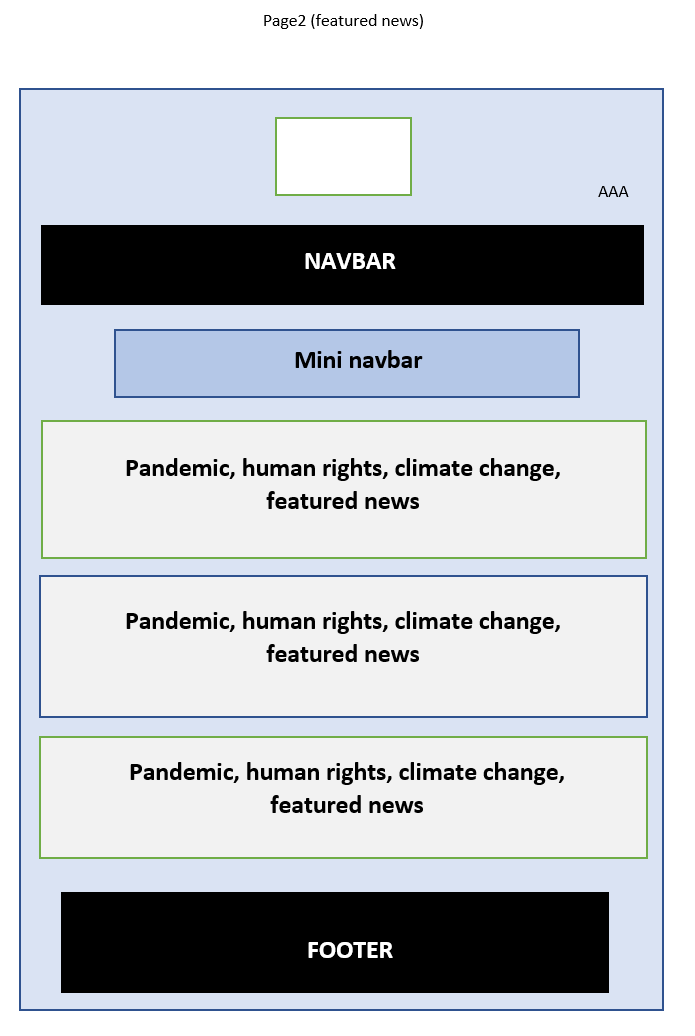 Page2 (featured news)
AAA
NAVBAR
Mini navbar
Pandemic, human rights, climate change,
featured news
Pandemic, human rights, climate change,
featured news
Pandemic, human rights, climate change,
featured news
FOOTER